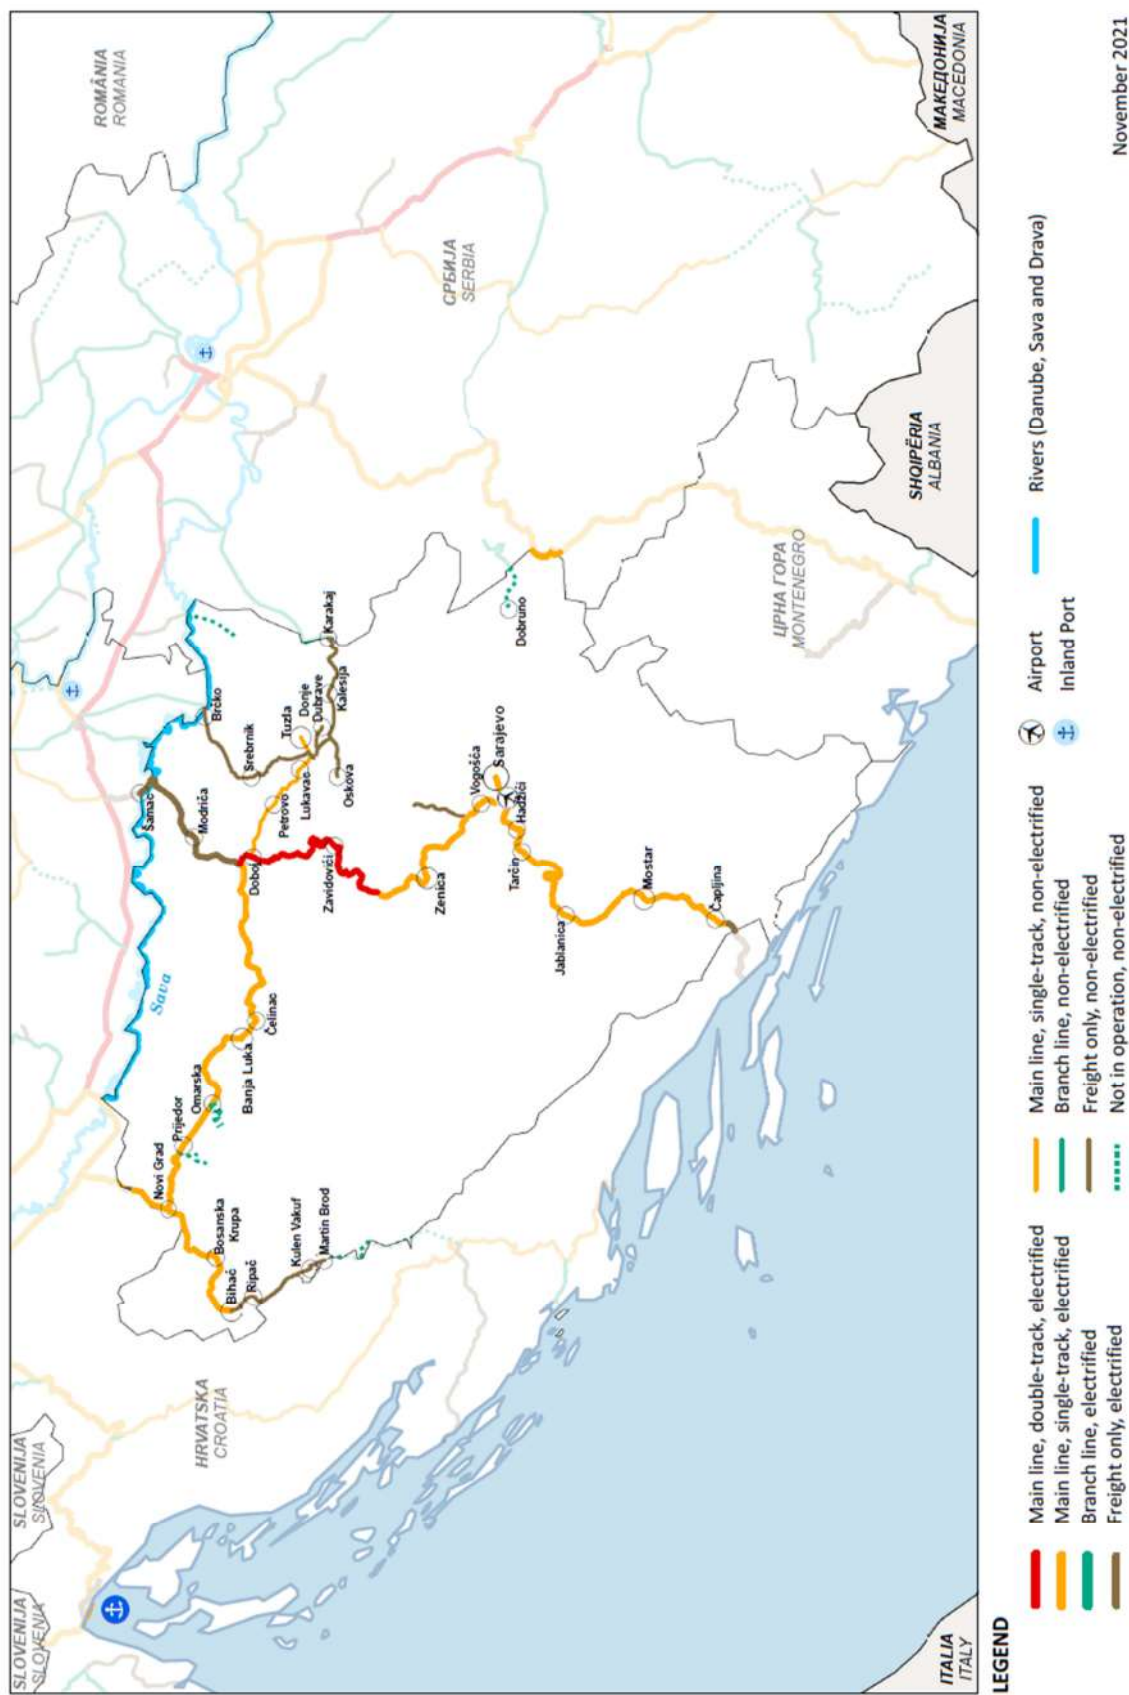 SLOVENIJA
SLOVENIA
SLOVENIJA
SLOVENIA
HRVATSKA
CROATIA
ROMÂNIA
ROMANIA
СРБИЈА
SERBIA
ЦРНА ГОРА
MONTENEGRO
SHQIPËRIA
ALBANIA
МАКЕДОНИЈА
MACEDONIA
ITALIA
ITALY
Sava
Novi Grad
Prijedor
Omarska
Bosanska
Krupa
Bihać
Ripač
Kulen Vakuf
Martin Brod
Banja Luka
Čelinac
Doboj
Modriča
Šamac
Brčko
Srebrnik
Petrovo
Lukavac
Tuzla
Donje
Dubrave
Kalesija
Karakaj
Oskova
Zavidovići
Zenica
Vogošća
Sarajevo
Hadžići
Tarčin
Jablanica
Mostar
Čapljina
Dobruno
LEGEND
Main line, double-track, electrified
Main line, single-track, electrified
Branch line, electrified
Freight only, electrified
Main line, single-track, non-electrified
Branch line, non-electrified
Freight only, non-electrified
Not in operation, non-electrified
Airport
Inland Port
Rivers (Danube, Sava and Drava)
November 2021